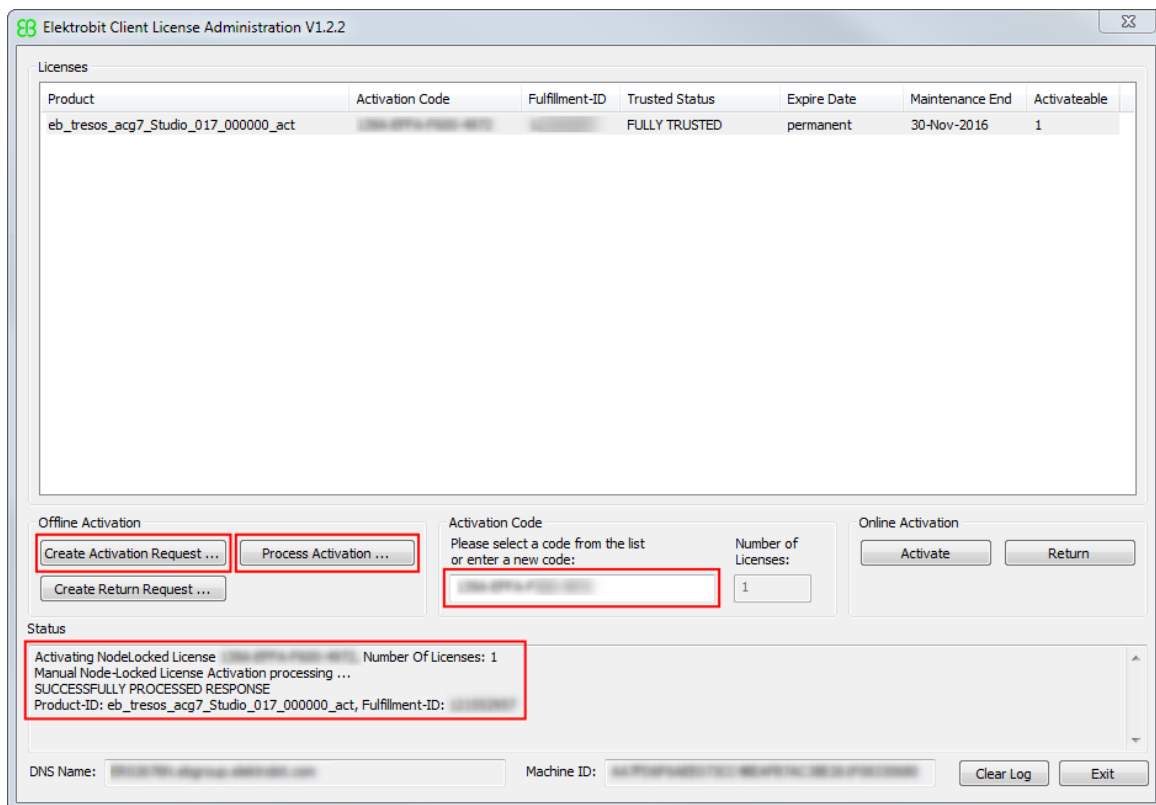 EB Elektrobit Client License Administration V1.2.2
Licenses
Product Activation Code Fulfillment-ID Trusted Status Expire Date Maintenance End Activateable
eb_tresos_acg7_Studio_017_000000_act FULLY TRUSTED permanent 30-Nov-2016 1
Offline Activation
Create Activation Request ... Process Activation ...
Create Return Request ...
Activation Code
Please select a code from the list
or enter a new code:
Number of
Licenses:
1
Online Activation
Activate Return
Status
Activating NodeLocked License Number Of Licenses: 1
Manual Node-Locked License Activation processing ...
SUCCESSFULLY PROCESSED RESPONSE
Product-ID: eb_tresos_acg7_Studio_017_000000_act, Fulfillment-ID:
DNS Name: Machine ID: Clear Log Exit